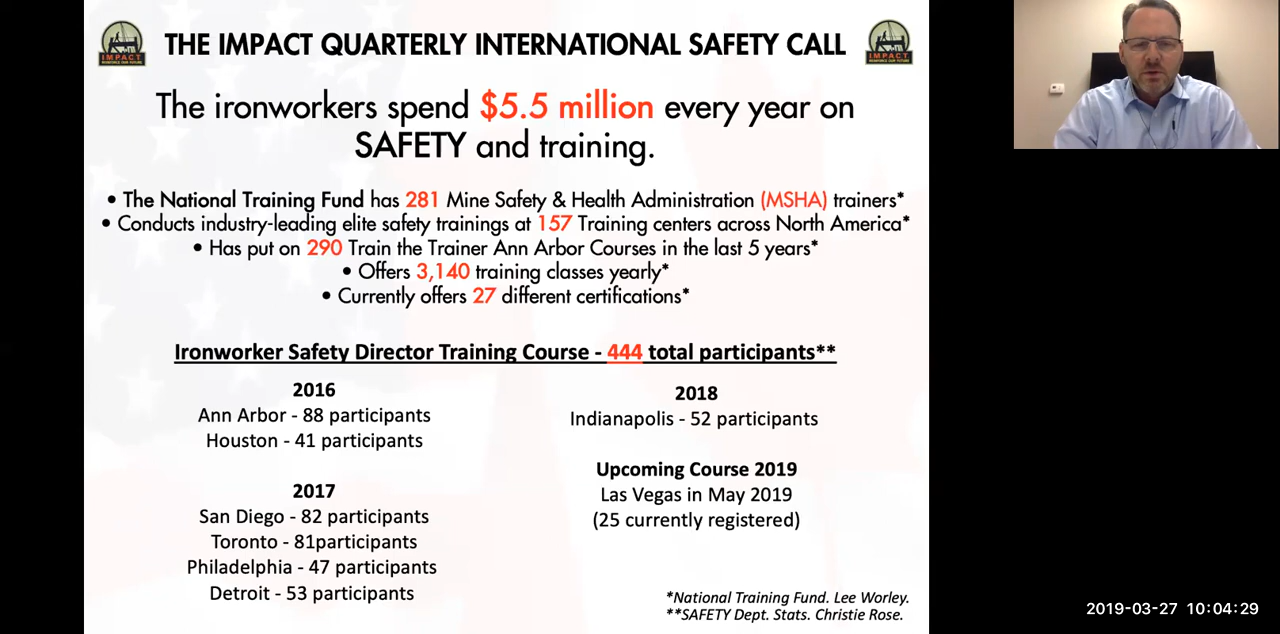 THE IMPACT QUARTERLY INTERNATIONAL SAFETY CALL
IMPACT
IMPACT
The ironworkers spend $5.5 million every year on
SAFETY and training.
• The National Training Fund has 281 Mine Safety & Health Administration (MSHA) trainers*
• Conducts industry-leading elite safety trainings at 157 Training centers across North America*
• Has put on 290 Train the Trainer Ann Arbor Courses in the last 5 years*
• Offers 3,140 training classes yearly*
• Currently offers 27 different certifications*
Ironworker Safety Director Training Course - 444 total participants**
2016
Ann Arbor - 88 participants
Houston - 41 participants
2017
San Diego - 82 participants
Toronto - 81participants
Philadelphia - 47 participants
Detroit - 53 participants
2018
Indianapolis - 52 participants
Upcoming Course 2019
Las Vegas in May 2019
(25 currently registered)
*National Training Fund. Lee Worley.
**SAFETY Dept. Stats. Christie Rose.
2019-03-27 10:04:29